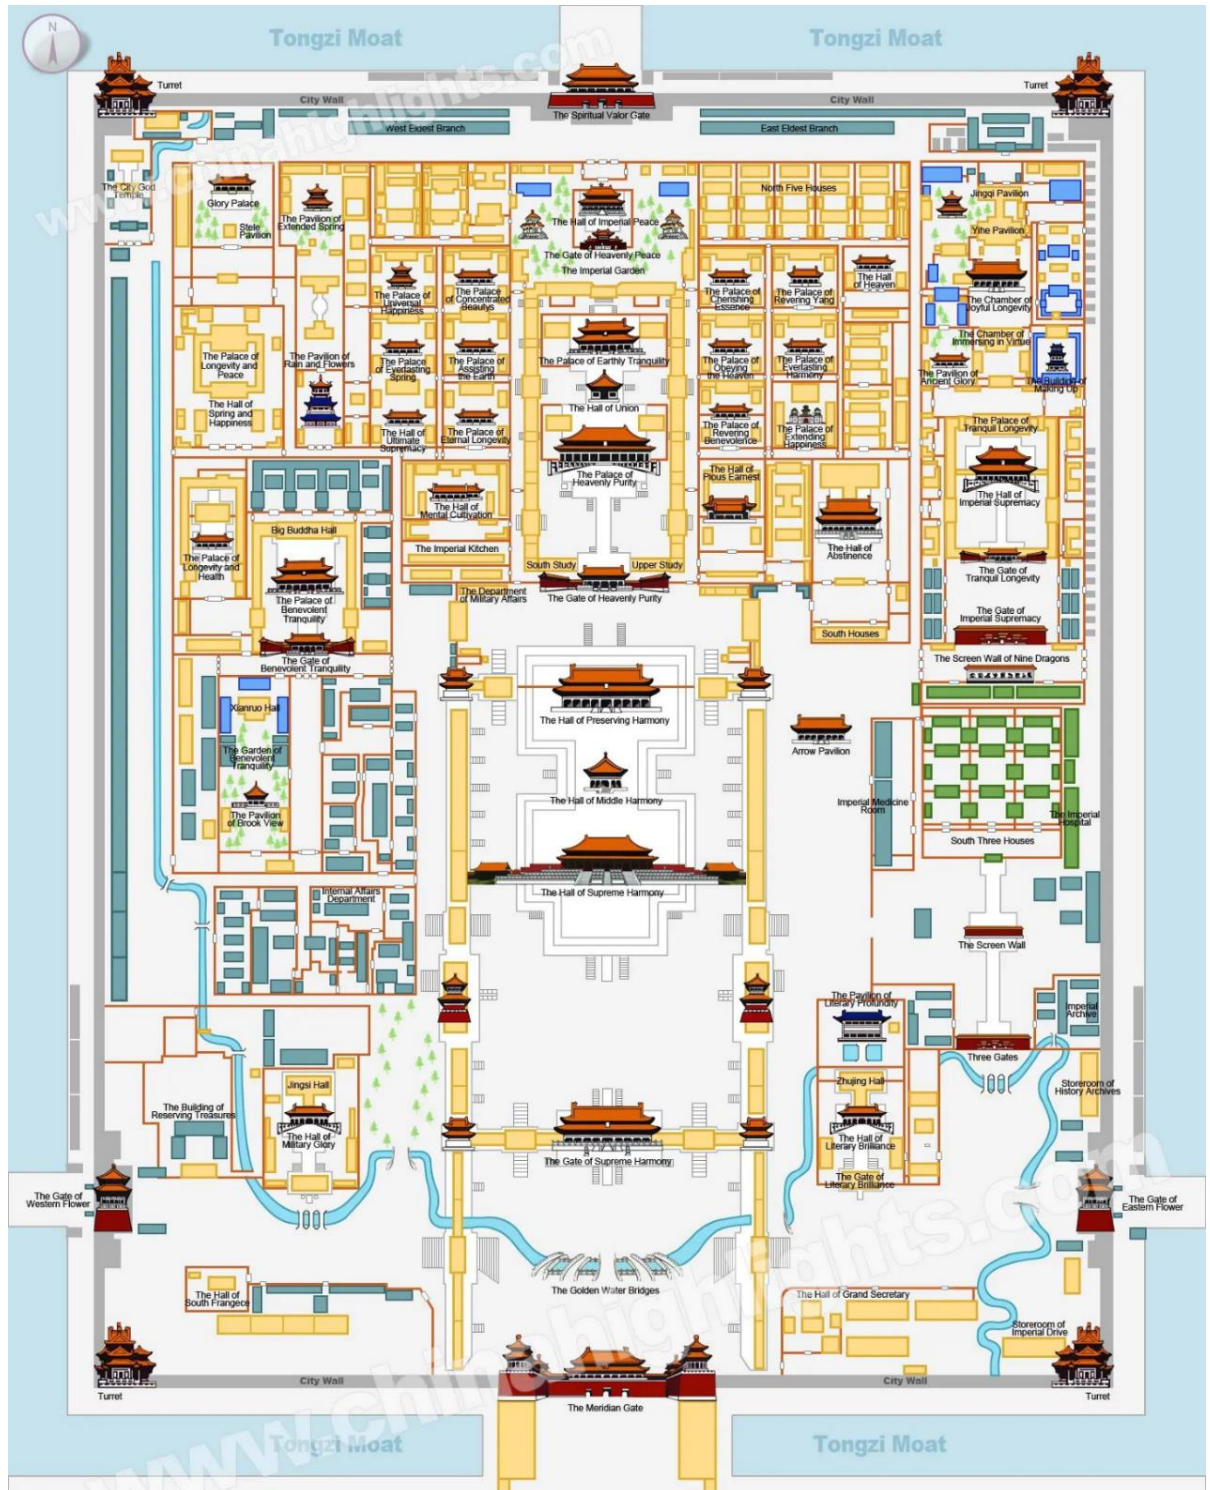 N
Tongzi Moat
Tongzi Moat
Turret
Turret
City Wall
City Wall
The Spiritual Valor Gate
East Eldest Branch
The City God
Temple
Glory Palace
Stele
Pavilion
The Pavilion of
Extended Spring
The Hall of Imperial Peace
The Gate of Heavenly Peace
The Imperial Garden
North Five Houses
Jingqi Pavilion
Yihe Pavilion
The Palace of
Universal
Happiness
The Palace
of Concentrated
Beautys
The Palace of
Cherishing
Essence
The Palace of
Revering Yang
The Hall
of Heaven
The Chamber of
Joyful Longevity
The Palace of
Longevity and
Peace
The Pavilion of
Rain and Flowers
The Palace
of Everlasting
Spring
The Palace of
Assisting
the Earth
The Palace of Earthly Tranquility
The Palace of
Obeying
the Heaven
The Palace of
Everlasting
Harmony
The Chamber of
Immersing in Virtue
The Pavilion of
Ancient Glory
The Building of
Making Up
The Hall of
Spring and
Happiness
The Hall of
Ultimate
Supremacy
The Palace of
Eternal Longevity
The Hall of Union
The Palace of
Heavenly Purity
The Palace of
Revering
Benevolence
The Palace of
Extending
Happiness
The Palace of
Tranquil Longevity
The Hall of
Mental Cultivation
The Hall of
Pious Earnest
The Hall of
Imperial Supremacy
Big Buddha Hall
The Imperial Kitchen
The Hall of
Abstinence
The Palace of
Longevity and
Health
South Study
Upper Study
The Palace of
Benevolent
Tranquility
The Department
of Military Affairs
The Gate of Heavenly Purity
The Gate of
Tranquil Longevity
The Gate of
Imperial Supremacy
South Houses
The Gate of
Benevolent Tranquility
The Screen Wall of Nine Dragons
Xianruo Hall
The Hall of Preserving Harmony
The Garden of
Benevolent
Tranquility
Arrow Pavilion
The Hall of Middle Harmony
Imperial Medicine
Room
The Pavilion
of Brook View
The Imperial
Hospital
South Three Houses
Internal Affairs
Department
The Hall of Supreme Harmony
The Screen Wall
The Pavilion of
Literary Profundity
Imperial
Archive
Three Gates
Jingsi Hall
Zhujing Hall
Storeroom of
History Archives
The Building of
Reserving Treasures
The Hall of
Military Glory
The Gate of Supreme Harmony
The Hall of
Literary Brilliance
The Gate of
Literary Brilliance
The Gate of
Western Flower
The Gate of
Eastern Flower
The Golden Water Bridges
The Hall of
South Frangece
The Hall of Grand Secretary
Storeroom of
Imperial Drive
City Wall
City Wall
Turret
Turret
The Meridian Gate
Tongzi Moat
Tongzi Moat
www.chinahighlights.com
www.chinahighlights.com